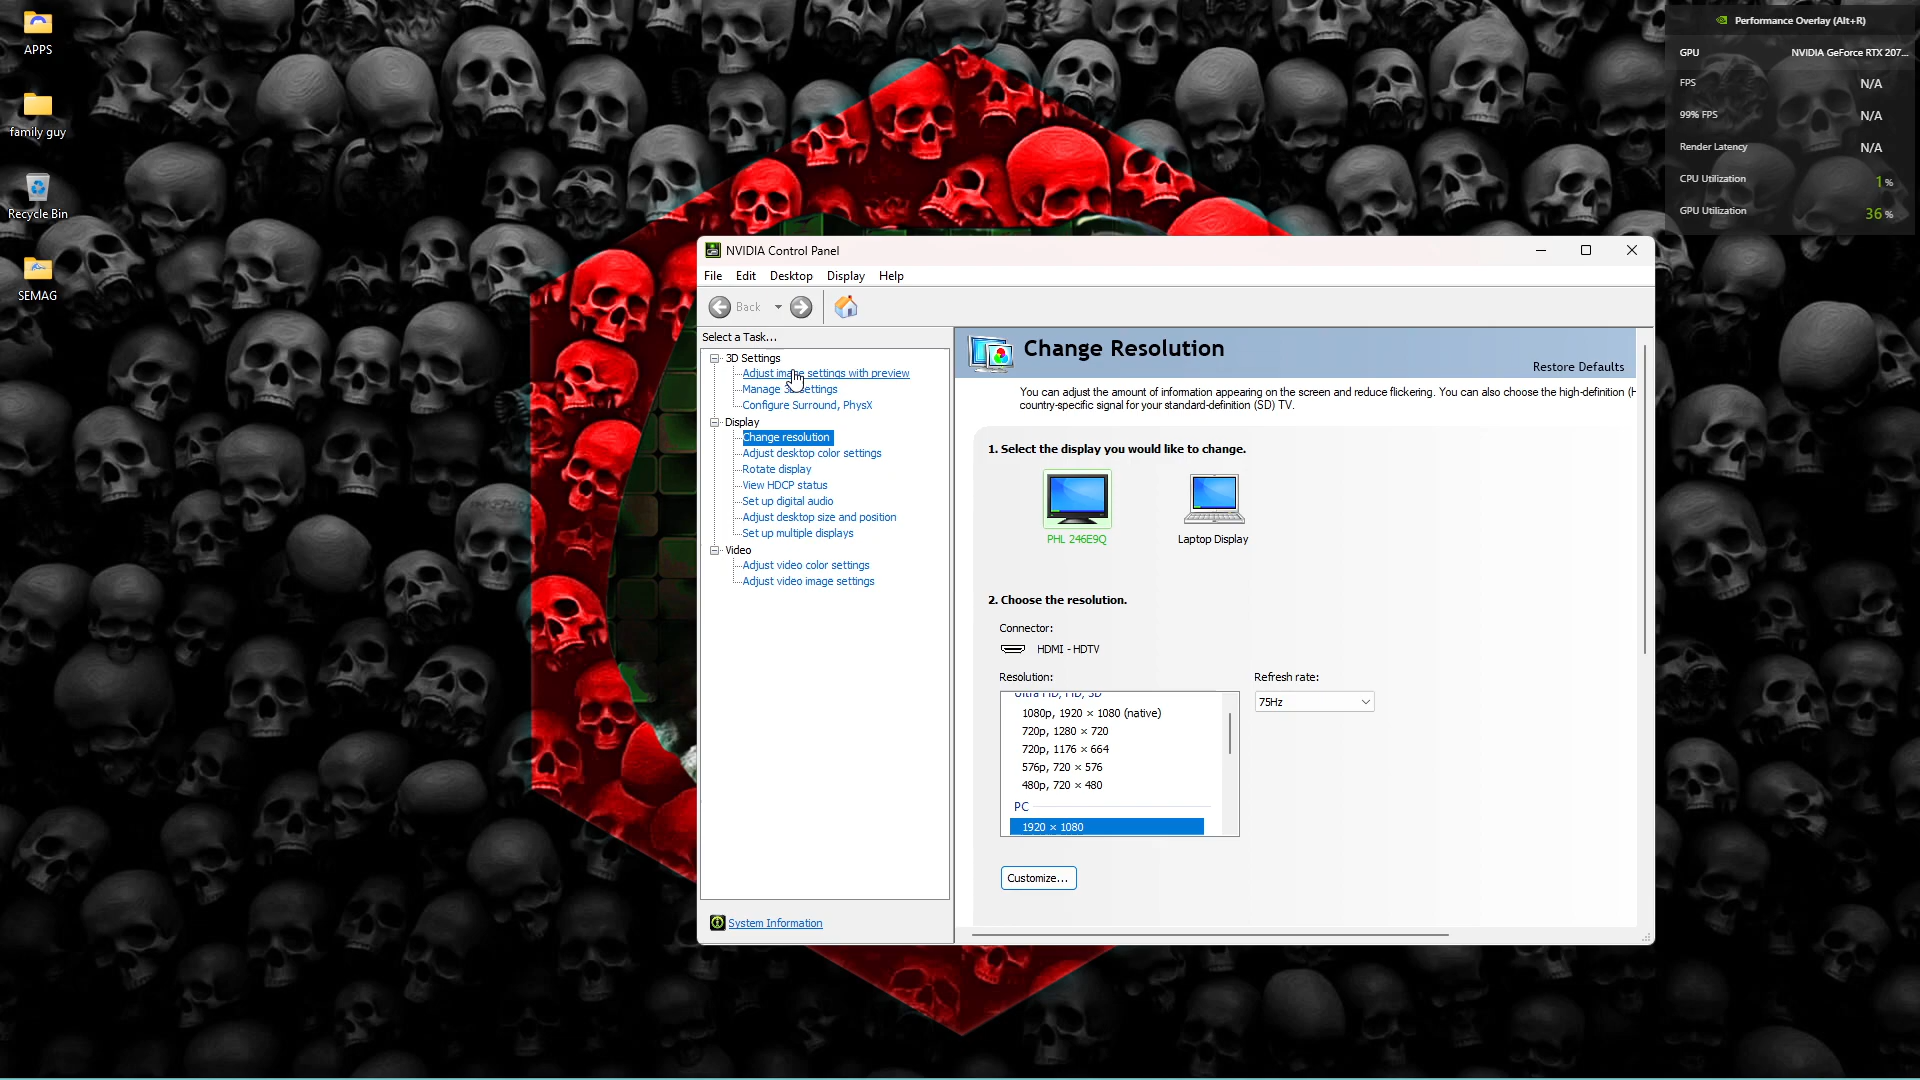 APPS
family guy
Recycle Bin
SEMAG
Performance Overlay (Alt+R)
GPU NVIDIA GeForce RTX 207...
FPS N/A
99% FPS N/A
Render Latency N/A
CPU Utilization 1 %
GPU Utilization 36 %
NVIDIA Control Panel
File Edit Desktop Display Help
Back
Select a Task...
3D Settings
Adjust image settings with preview
Manage 3D settings
Configure Surround, PhysX
Display
Change resolution
Adjust desktop color settings
Rotate display
View HDCP status
Set up digital audio
Adjust desktop size and position
Set up multiple displays
Video
Adjust video color settings
Adjust video image settings
System Information
Change Resolution
Restore Defaults
You can adjust the amount of information appearing on the screen and reduce flickering. You can also choose the high-definition (H
country-specific signal for your standard-definition (SD) TV.
1. Select the display you would like to change.
PHL 246E9Q
Laptop Display
2. Choose the resolution.
Connector:
HDMI - HDTV
Resolution:
Refresh rate:
Ultra HD, HD, SD
75Hz
1080p, 1920 × 1080 (native)
720p, 1280 × 720
720p, 1176 × 664
576p, 720 × 576
480p, 720 × 480
PC
1920 × 1080
Customize...